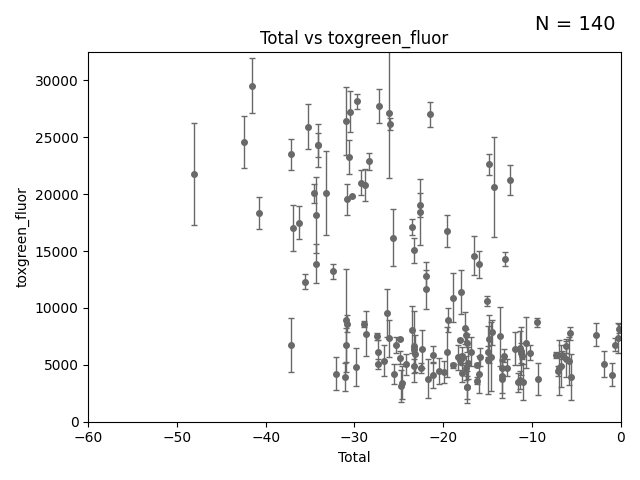 N = 140
Total vs toxgreen_fluor
toxgreen_fluor
30000
25000
20000
15000
10000
5000
0
−60 −50 −40 −30 −20 −10 0
Total